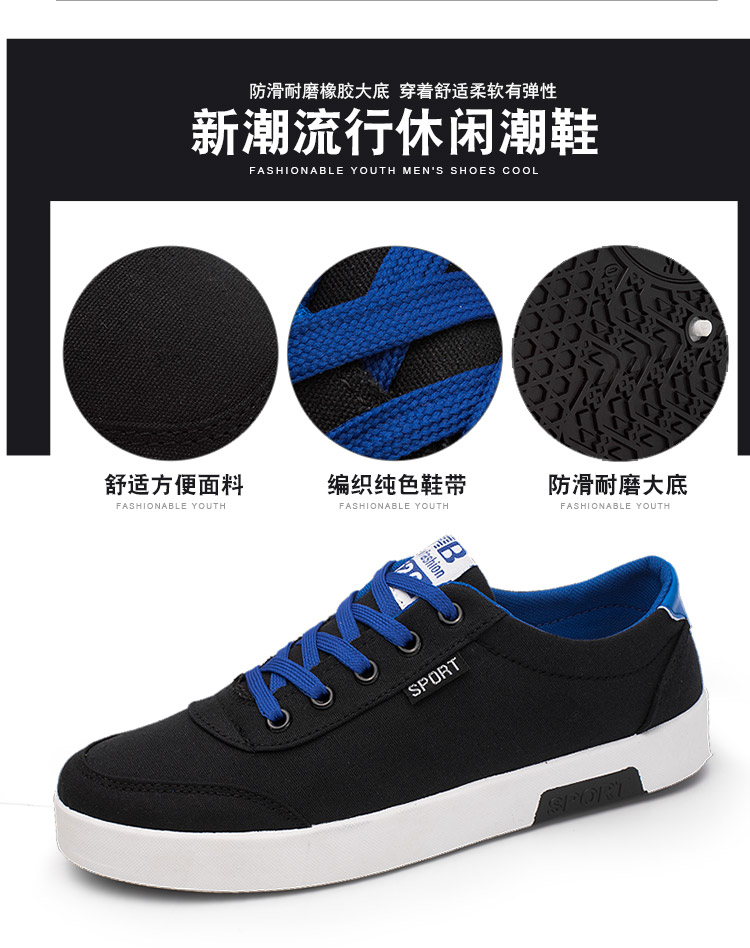 防滑耐磨橡胶大底 穿着舒适柔软有弹性
新潮流行休闲潮鞋
FASHIONABLE YOUTH MEN'S SHOES COOL
舒适方便面料
编织纯色鞋带
防滑耐磨大底
FASHIONABLE YOUTH
FASHIONABLE YOUTH
FASHIONABLE YOUTH
B
fashion
SPORT
SPORT